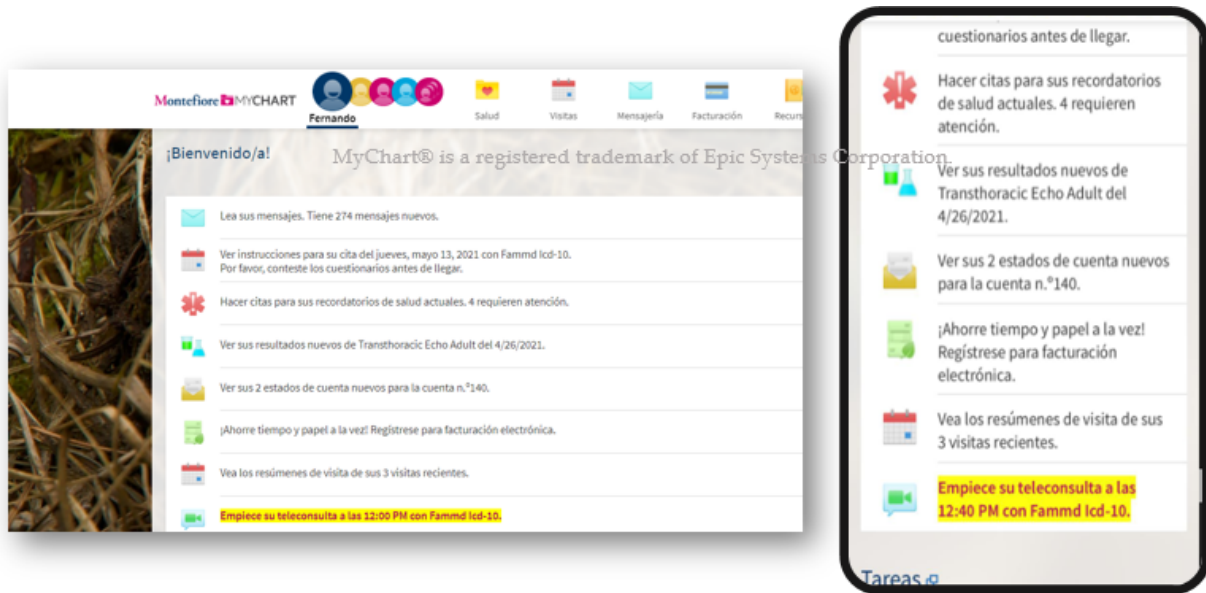 Montefiore MYCHART
Fernando
Salud
Visitas
Mensajería
Facturación
¡Bienvenido/a!
MyChart® is a registered trademark of Epic Systems Corporation.
Lea sus mensajes. Tiene 274 mensajes nuevos.
Ver instrucciones para su cita del jueves, mayo 13, 2021 con Fammd Icd-10.
Por favor, conteste los cuestionarios antes de llegar.
Hacer citas para sus recordatorios de salud actuales. 4 requieren atención.
Ver sus resultados nuevos de Transthoracic Echo Adult del 4/26/2021.
Ver sus 2 estados de cuenta nuevos para la cuenta n.°140.
¡Ahorre tiempo y papel a la vez! Regístrese para facturación electrónica.
Vea los resúmenes de visita de sus 3 visitas recientes.
Empiece su teleconsulta a las 12:00 PM con Fammd Icd-10.
cuestionarios antes de llegar.
Hacer citas para sus recordatorios
de salud actuales. 4 requieren
atención.
Ver sus resultados nuevos de
Transthoracic Echo Adult del
4/26/2021.
Ver sus 2 estados de cuenta nuevos
para la cuenta n.°140.
¡Ahorre tiempo y papel a la vez!
Regístrese para facturación
electrónica.
Vea los resúmenes de visita de sus
3 visitas recientes.
Empiece su teleconsulta a las
12:40 PM con Fammd Icd-10.
Tareas